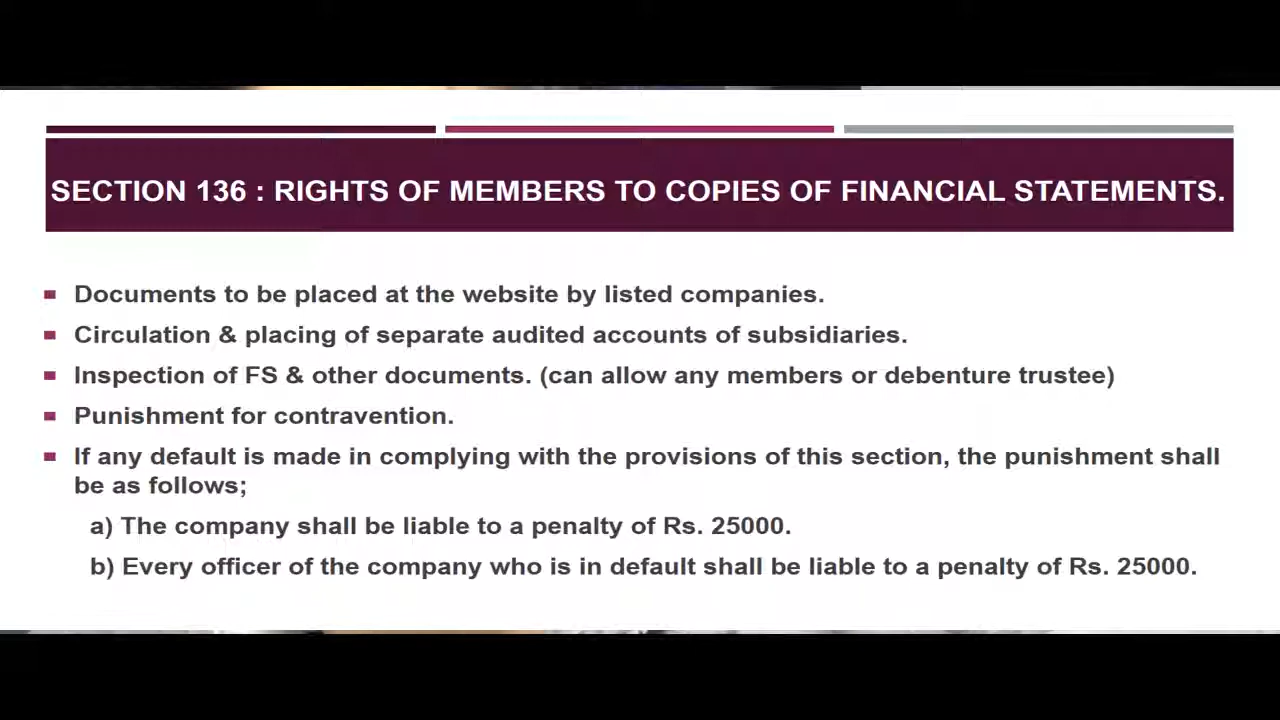 SECTION 136 : RIGHTS OF MEMBERS TO COPIES OF FINANCIAL STATEMENTS.
Documents to be placed at the website by listed companies.
Circulation & placing of separate audited accounts of subsidiaries.
Inspection of FS & other documents. (can allow any members or debenture trustee)
Punishment for contravention.
If any default is made in complying with the provisions of this section, the punishment shall
be as follows;
a) The company shall be liable to a penalty of Rs. 25000.
b) Every officer of the company who is in default shall be liable to a penalty of Rs. 25000.